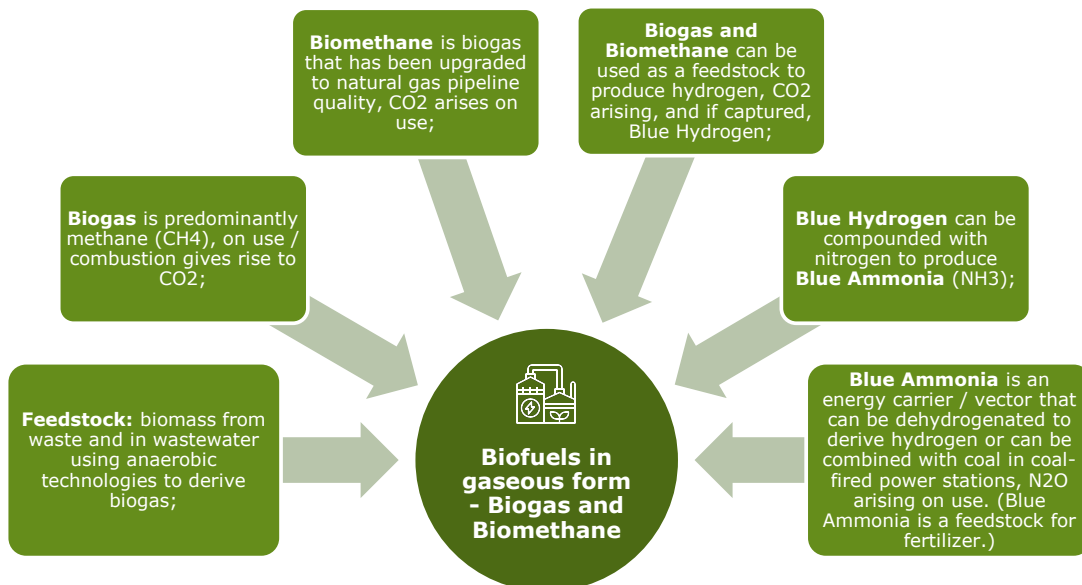 Feedstock: biomass from
waste and in wastewater
using anaerobic
technologies to derive
biogas;
Biogas is predominantly
methane (CH4), on use /
combustion gives rise to
CO2;
Biomethane is biogas
that has been upgraded
to natural gas pipeline
quality, CO2 arises on
use;
Biogas and
Biomethane can be
used as a feedstock to
produce hydrogen, CO2
arising, and if captured,
Blue Hydrogen;
Blue Hydrogen can be
compounded with
nitrogen to produce
Blue Ammonia (NH3);
Blue Ammonia is an
energy carrier / vector that
can be dehydrogenated to
derive hydrogen or can be
combined with coal in coal-
fired power stations, N2O
arising on use. (Blue
Ammonia is a feedstock for
fertilizer.)
Biofuels in
gaseous form
- Biogas and
Biomethane